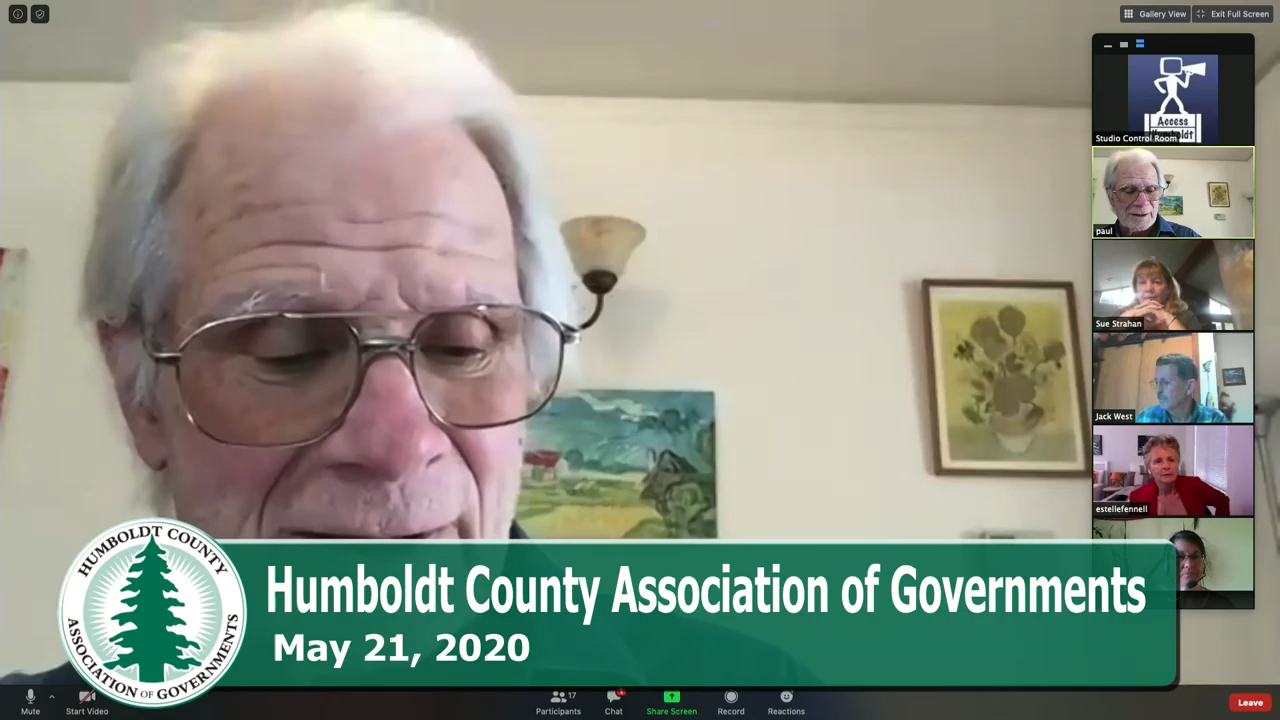 Gallery View
Exit Full Screen
Access
Humboldt
Studio Control Room
paul
Sue Strahan
Jack West
estellefennell
HUMBOLDT COUNTY
ASSOCIATION OF GOVERNMENTS
Humboldt County Association of Governments
May 21, 2020
Mute
Start Video
Participants
17
Chat
Share Screen
Record
Reactions
Leave